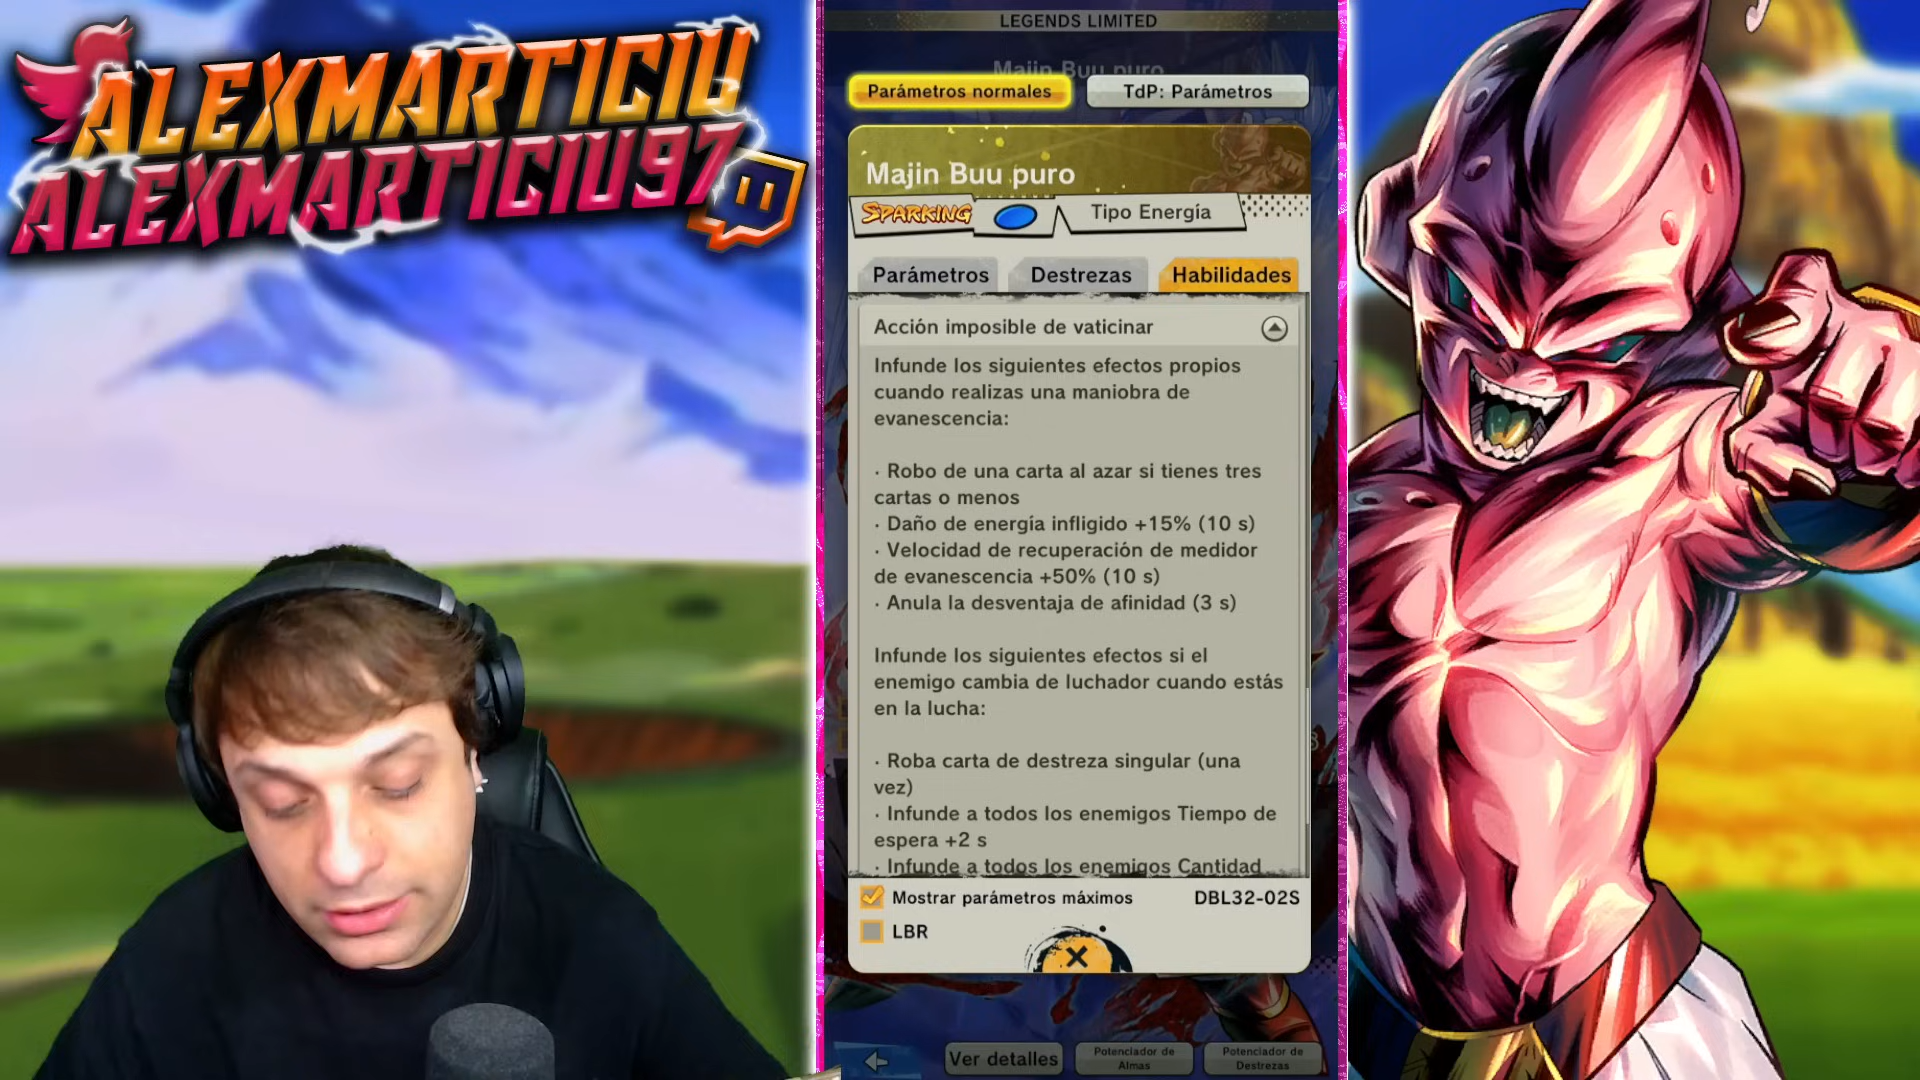 ALEXMARTICIU
ALEXMARTICIU97
LEGENDS LIMITED
Majin Buu puro
Parámetros normales
TdP: Parámetros
Majin Buu puro
SPARKING
Tipo Energía
Parámetros
Destrezas
Habilidades
Acción imposible de vaticinar
Infunde los siguientes efectos propios
cuando realizas una maniobra de
evanescencia:
· Robo de una carta al azar si tienes tres
cartas o menos
· Daño de energía infligido +15% (10 s)
· Velocidad de recuperación de medidor
de evanescencia +50% (10 s)
· Anula la desventaja de afinidad (3 s)
Infunde los siguientes efectos si el
enemigo cambia de luchador cuando estás
en la lucha:
· Roba carta de destreza singular (una
vez)
· Infunde a todos los enemigos Tiempo de
espera +2 s
· Infunde a todos los enemigos Cantidad
Mostrar parámetros máximos
DBL32-02S
LBR
Ver detalles
Potenciador de
Almas
Potenciador de
Destrezas